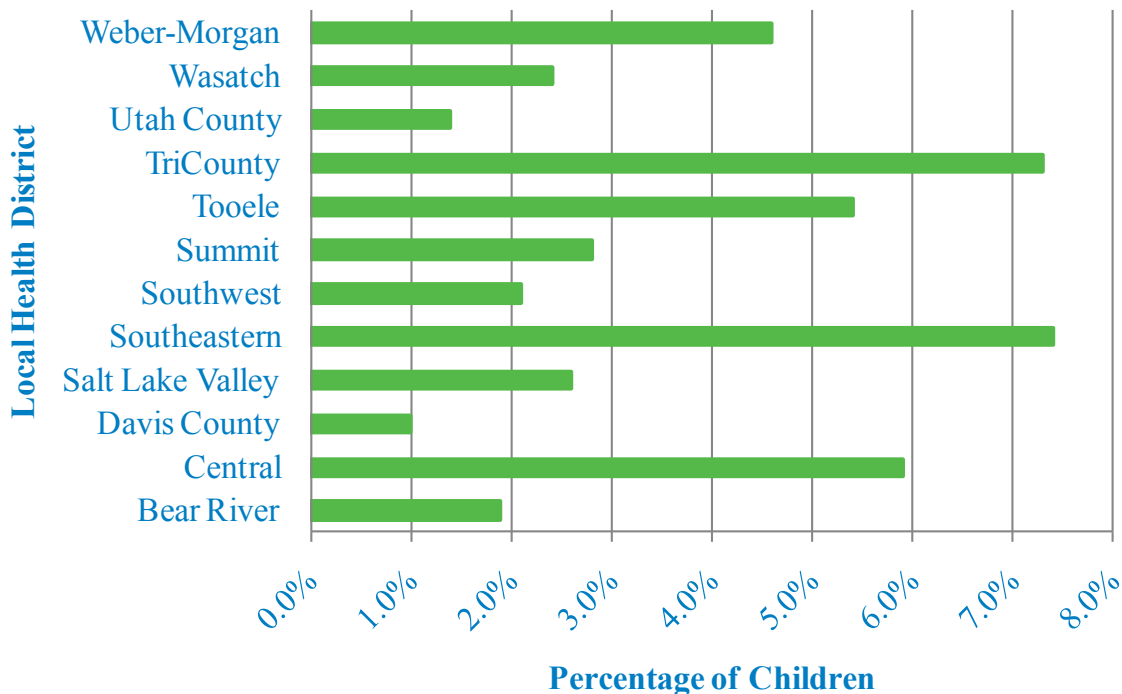 Local Health District
Weber-Morgan
Wasatch
Utah County
TriCounty
Tooele
Summit
Southwest
Southeastern
Salt Lake Valley
Davis County
Central
Bear River
0.0%
1.0%
2.0%
3.0%
4.0%
5.0%
6.0%
7.0%
8.0%
Percentage of Children